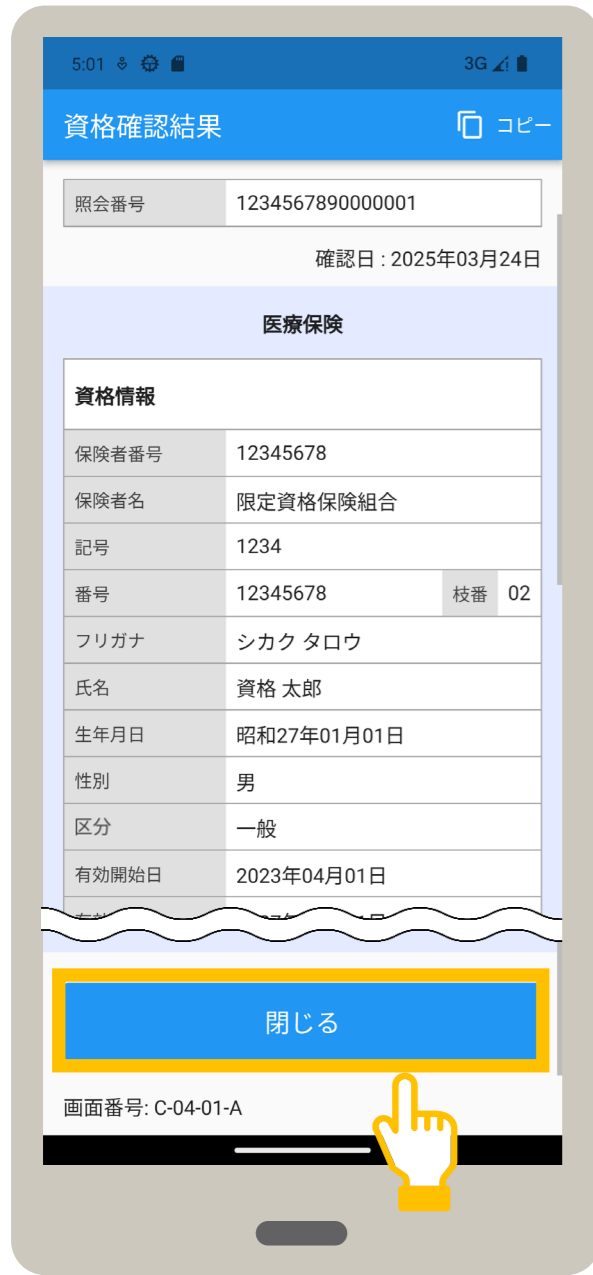 5:01 3G
資格確認結果 コピー
照会番号 1234567890000001
確認日 : 2025年03月24日
医療保険
資格情報
保険者番号 12345678
保険者名 限定資格保険組合
記号 1234
番号 12345678 枝番 02
フリガナ シカク タロウ
氏名 資格 太郎
生年月日 昭和27年01月01日
性別 男
区分 一般
有効開始日 2023年04月01日
閉じる
画面番号: C-04-01-A